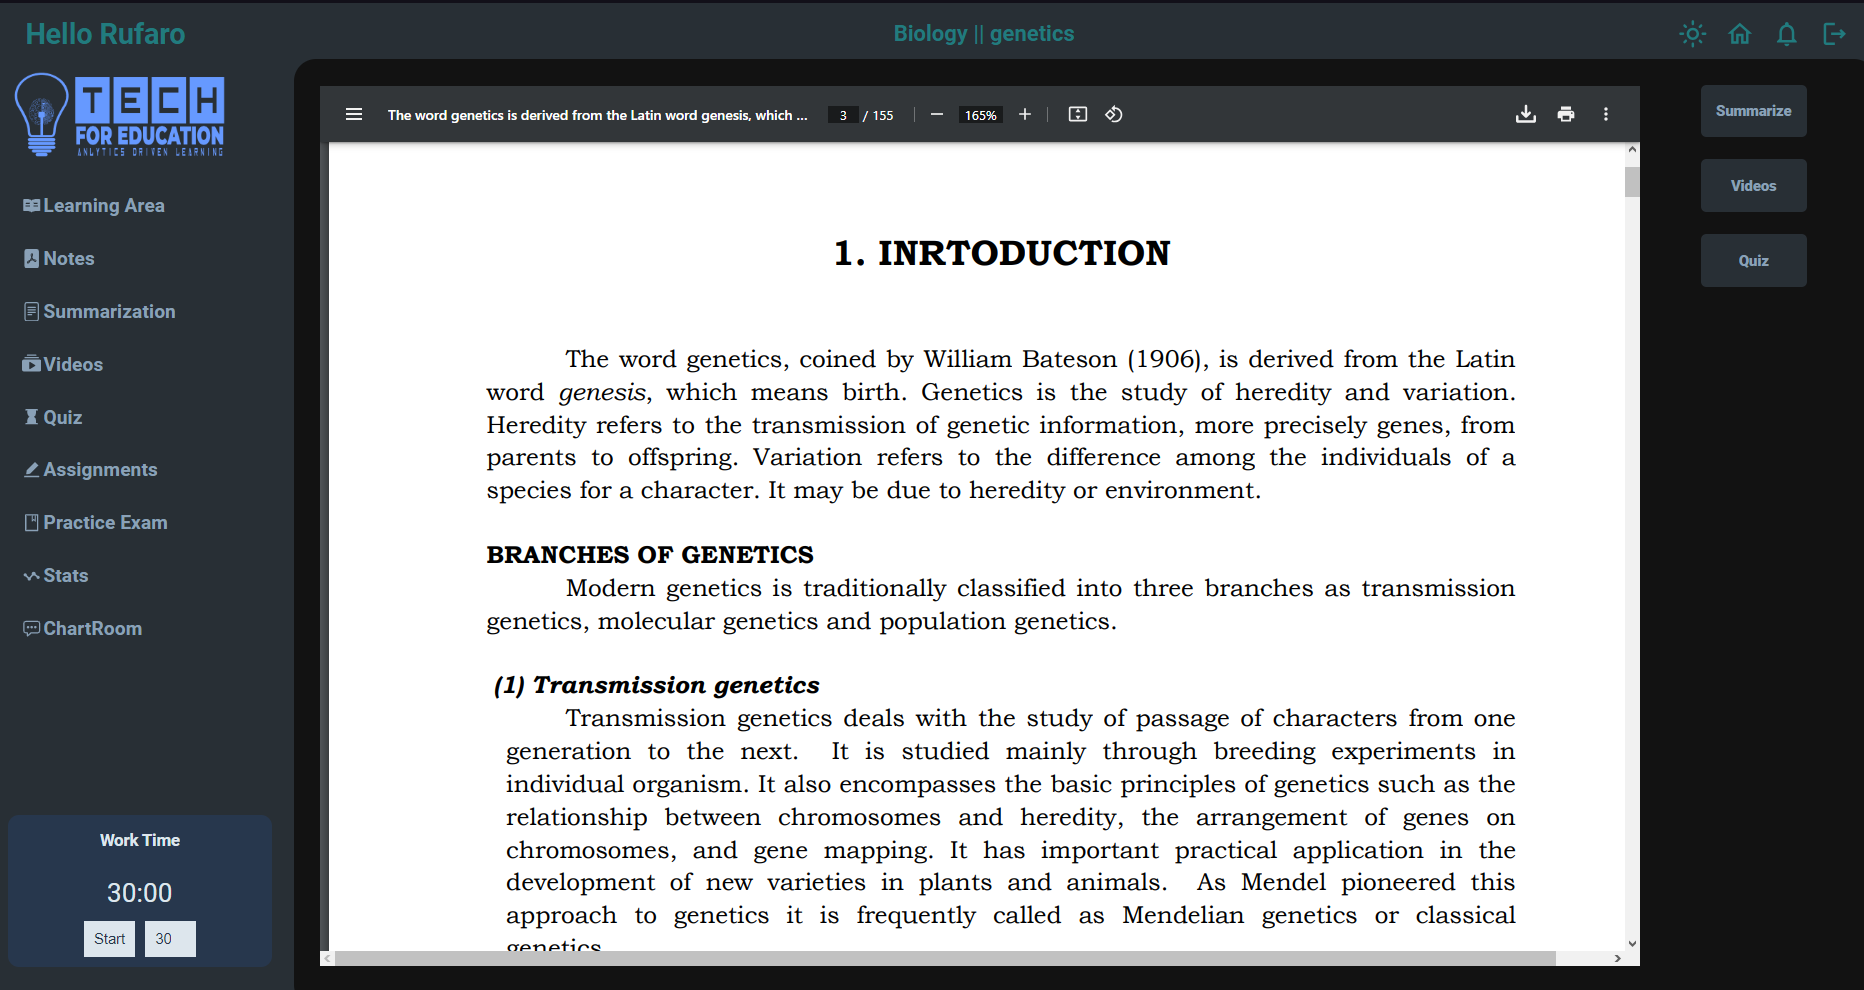 Hello Rufaro
Biology || genetics
TECH
FOR EDUCATION
ANLYTICS DRIVEN LEARNING
Learning Area
Notes
Summarization
Videos
Quiz
Assignments
Practice Exam
Stats
ChartRoom
Work Time
30:00
Start 30
The word genetics is derived from the Latin word genesis, which ... 3 / 155 165%
1. INRTODUCTION
The word genetics, coined by William Bateson (1906), is derived from the Latin
word genesis, which means birth. Genetics is the study of heredity and variation.
Heredity refers to the transmission of genetic information, more precisely genes, from
parents to offspring. Variation refers to the difference among the individuals of a
species for a character. It may be due to heredity or environment.
BRANCHES OF GENETICS
Modern genetics is traditionally classified into three branches as transmission
genetics, molecular genetics and population genetics.
(1) Transmission genetics
Transmission genetics deals with the study of passage of characters from one
generation to the next. It is studied mainly through breeding experiments in
individual organism. It also encompasses the basic principles of genetics such as the
relationship between chromosomes and heredity, the arrangement of genes on
chromosomes, and gene mapping. It has important practical application in the
development of new varieties in plants and animals. As Mendel pioneered this
approach to genetics it is frequently called as Mendelian genetics or classical
genetics
Summarize
Videos
Quiz